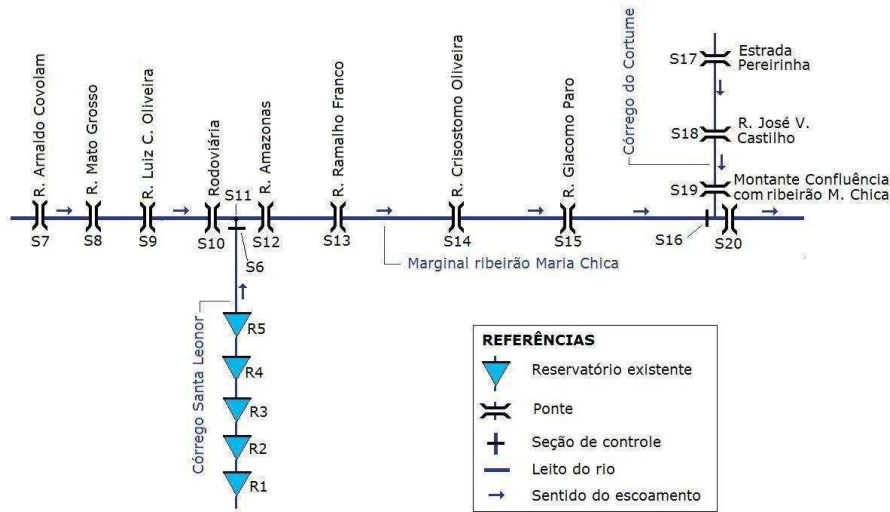 R. Arnaldo Covolam
R. Mato Grosso
R. Luiz C. Oliveira
Rodoviária
S11
R. Amazonas
R. Ramalho Franco
R. Crisostomo Oliveira
R. Giacomo Paro
Córrego do Cortume
S17
Estrada
Pereirinha
S18
R. José V.
Castilho
S19
Montante Confluência
com ribeirão M. Chica
S7
S8
S9
S10
S12
S13
S14
S15
S16
S20
S6
Marginal ribeirão Maria Chica
Córrego Santa Leonor
R5
R4
R3
R2
R1
REFERÊNCIAS
Reservatório existente
Ponte
Seção de controle
Leito do rio
Sentido do escoamento